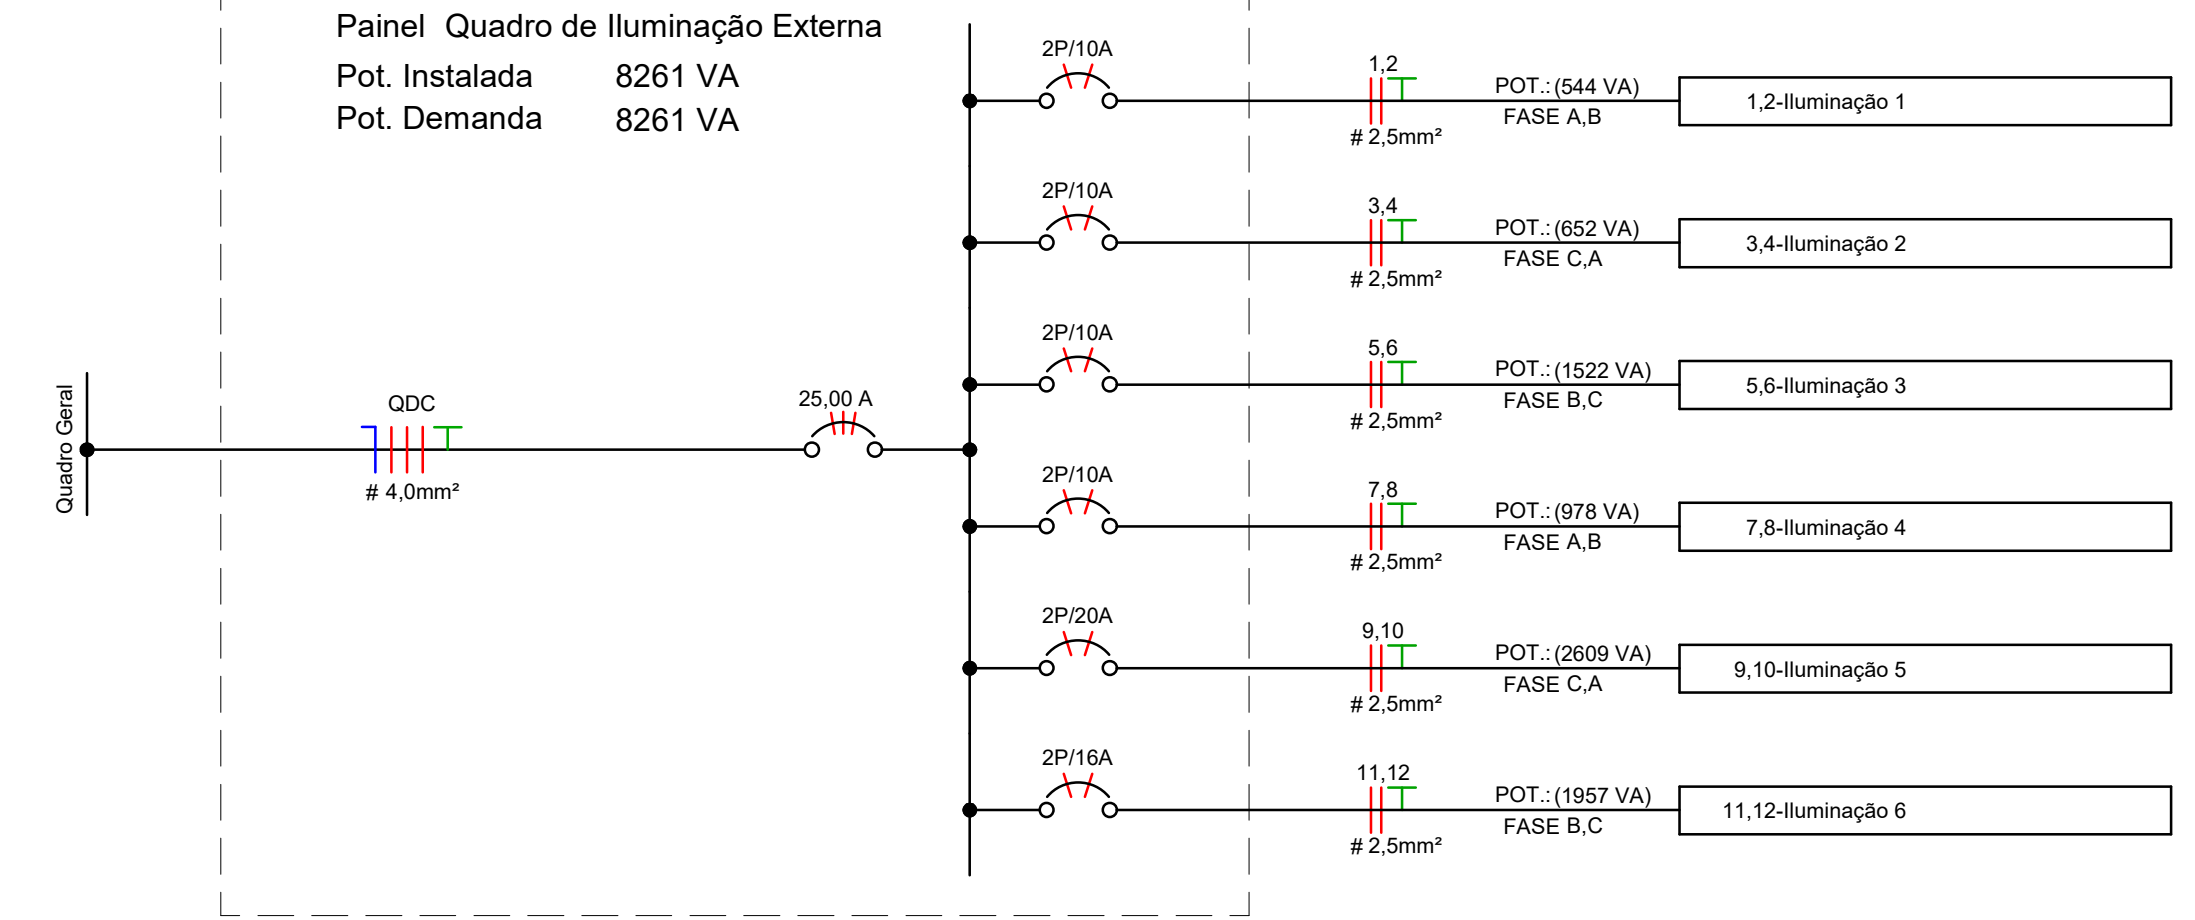 Painel Quadro de Iluminação Externa
Pot. Instalada 8261 VA
Pot. Demanda 8261 VA
Quadro Geral
QDC
# 4,0mm²
25,00 A
2P/10A
1,2
# 2,5mm²
POT.: (544 VA)
FASE A,B
1,2-Iluminação 1
2P/10A
3,4
# 2,5mm²
POT.: (652 VA)
FASE C,A
3,4-Iluminação 2
2P/10A
5,6
# 2,5mm²
POT.: (1522 VA)
FASE B,C
5,6-Iluminação 3
2P/10A
7,8
# 2,5mm²
POT.: (978 VA)
FASE A,B
7,8-Iluminação 4
2P/20A
9,10
# 2,5mm²
POT.: (2609 VA)
FASE C,A
9,10-Iluminação 5
2P/16A
11,12
# 2,5mm²
POT.: (1957 VA)
FASE B,C
11,12-Iluminação 6